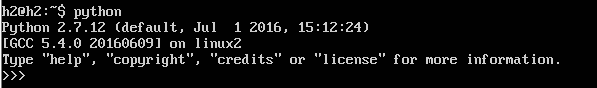 h2@h2:~$ python
Python 2.7.12 (default, Jul  1 2016, 15:12:24)
[GCC 5.4.0 20160609] on linux2
Type "help", "copyright", "credits" or "license" for more information.
>>>